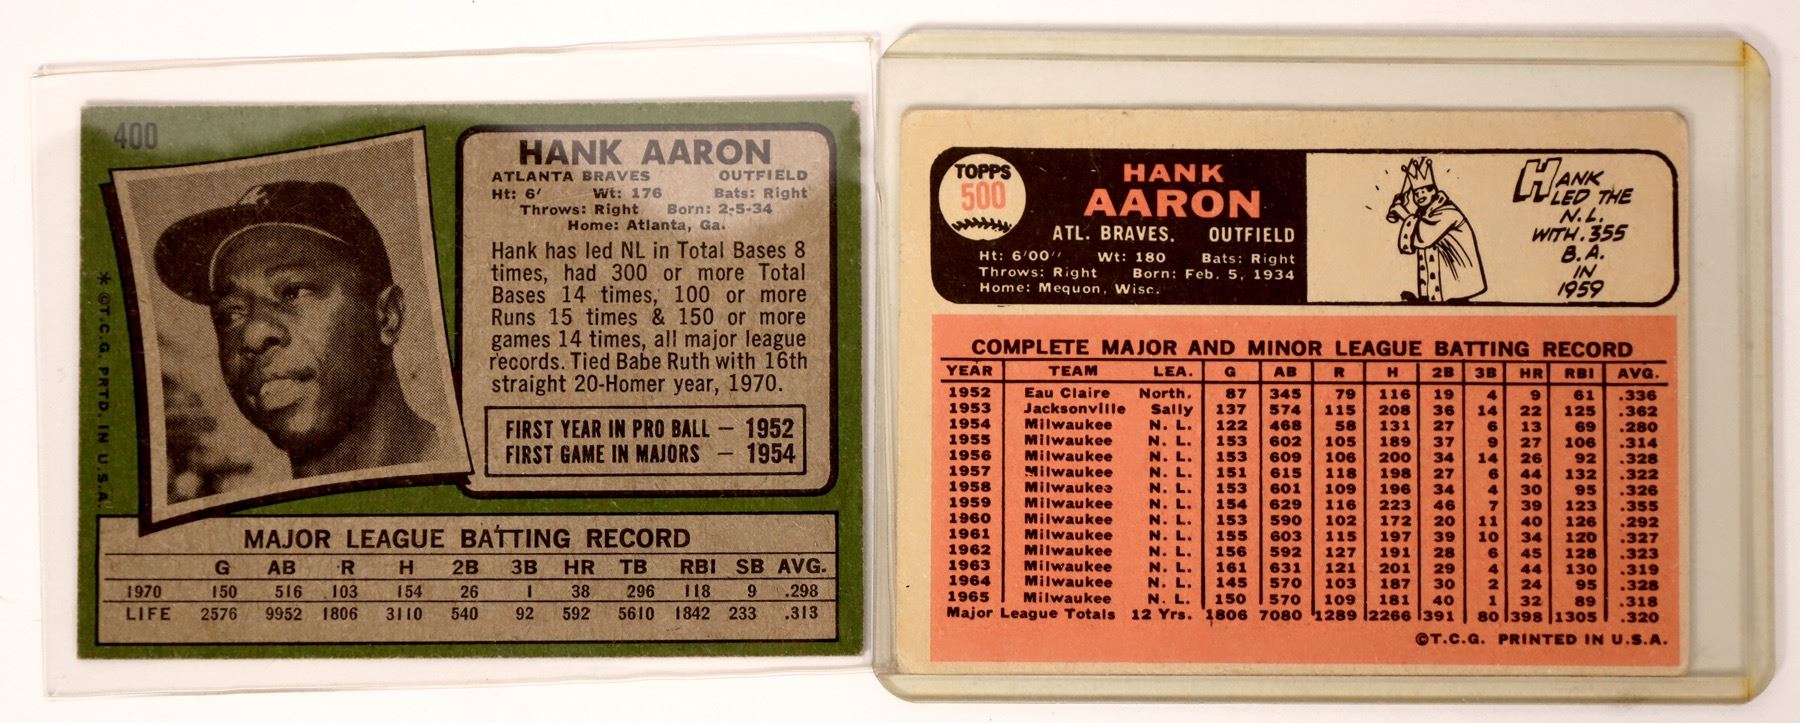 400
HANK AARON
ATLANTA BRAVES OUTFIELD
Ht: 6' Wt: 176 Bats: Right
Throws: Right Born: 2-5-34
Home: Atlanta, Ga.
Hank has led NL in Total Bases 8
times, had 300 or more Total
Bases 14 times, 100 or more
Runs 15 times & 150 or more
games 14 times, all major league
records. Tied Babe Ruth with 16th
straight 20-Homer year, 1970.
FIRST YEAR IN PRO BALL — 1952
FIRST GAME IN MAJORS — 1954
* ©T.C.G. PRTD. IN U.S.A.
MAJOR LEAGUE BATTING RECORD
G AB R H 2B 3B HR TB RBI SB AVG.
1970 150 516 103 154 26 1 38 296 118 9 .298
LIFE 2576 9952 1806 3110 540 92 592 5610 1842 233 .313
TOPPS
500
HANK
AARON
ATL. BRAVES. OUTFIELD
Ht: 6'00" Wt: 180 Bats: Right
Throws: Right Born: Feb. 5, 1934
Home: Mequon, Wisc.
HANK
LED THE
N.L.
WITH .355
B.A.
IN
1959
COMPLETE MAJOR AND MINOR LEAGUE BATTING RECORD
YEAR TEAM LEA. G AB R H 2B 3B HR RBI AVG.
1952 Eau Claire North. 87 345 79 116 19 4 9 61 .336
1953 Jacksonville Sally 137 574 115 208 36 14 22 125 .362
1954 Milwaukee N. L. 122 468 58 131 27 6 13 69 .280
1955 Milwaukee N. L. 153 602 105 189 37 9 27 106 .314
1956 Milwaukee N. L. 153 609 106 200 34 14 26 92 .328
1957 Milwaukee N. L. 151 615 118 198 27 6 44 132 .322
1958 Milwaukee N. L. 153 601 109 196 34 4 30 95 .326
1959 Milwaukee N. L. 154 629 116 223 46 7 39 123 .355
1960 Milwaukee N. L. 153 590 102 172 20 11 40 126 .292
1961 Milwaukee N. L. 155 603 115 197 39 10 34 120 .327
1962 Milwaukee N. L. 156 592 127 191 28 6 45 128 .323
1963 Milwaukee N. L. 161 631 121 201 29 4 44 130 .319
1964 Milwaukee N. L. 145 570 103 187 30 2 24 95 .328
1965 Milwaukee N. L. 150 570 109 181 40 1 32 89 .318
Major League Totals 12 Yrs. 1806 7080 1289 2266 391 80 398 1305 .320
©T.C.G. PRINTED IN U.S.A.